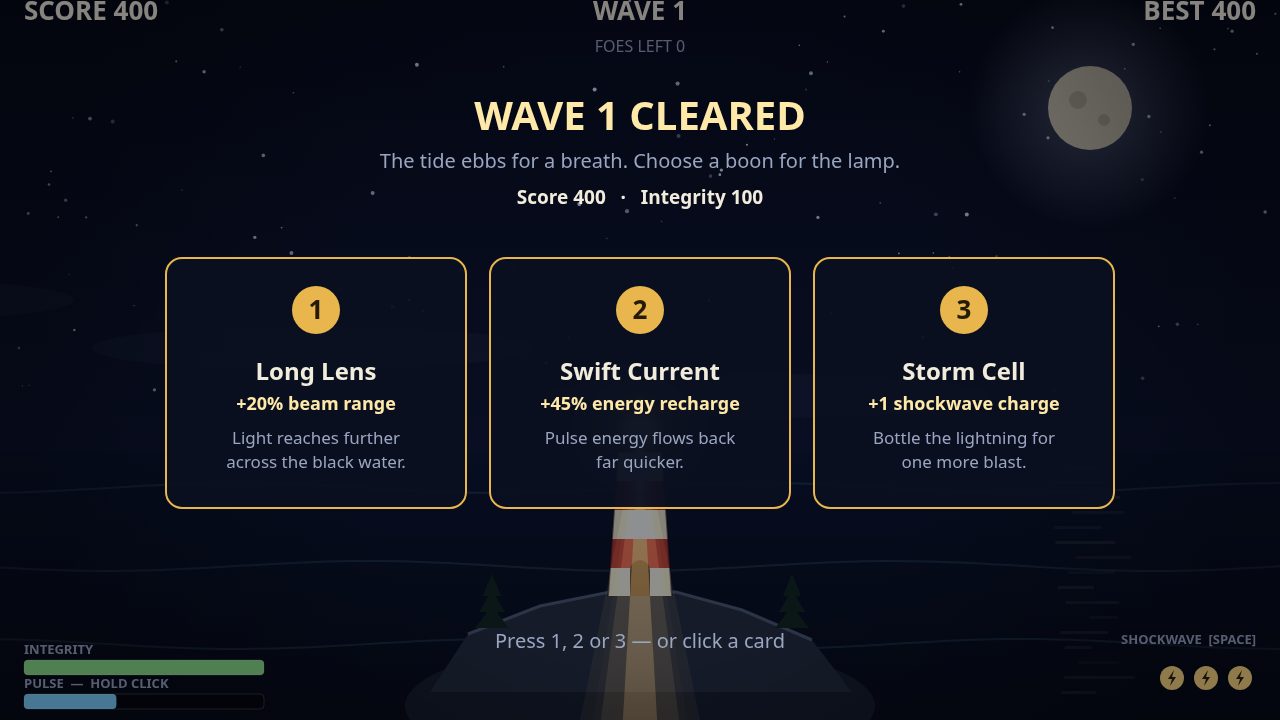 SCORE 400
WAVE 1
BEST 400
FOES LEFT 0
WAVE 1 CLEARED
The tide ebbs for a breath. Choose a boon for the lamp.
Score 400 · Integrity 100
1
Long Lens
+20% beam range
Light reaches further
across the black water.
2
Swift Current
+45% energy recharge
Pulse energy flows back
far quicker.
3
Storm Cell
+1 shockwave charge
Bottle the lightning for
one more blast.
Press 1, 2 or 3 — or click a card
INTEGRITY
PULSE — HOLD CLICK
SHOCKWAVE [SPACE]